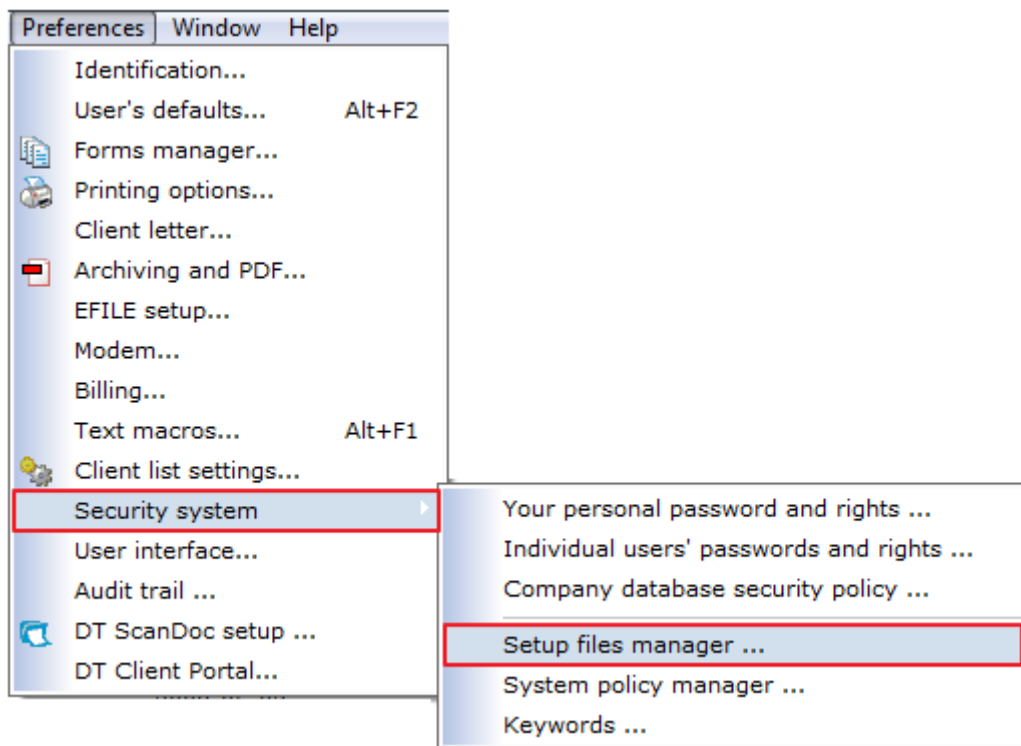 Preferences Window Help
Identification...
User's defaults... Alt+F2
Forms manager...
Printing options...
Client letter...
Archiving and PDF...
EFILE setup...
Modem...
Billing...
Text macros... Alt+F1
Client list settings...
Security system
User interface...
Audit trail ...
DT ScanDoc setup ...
DT Client Portal...
Your personal password and rights ...
Individual users' passwords and rights ...
Company database security policy ...
Setup files manager ...
System policy manager ...
Keywords ...